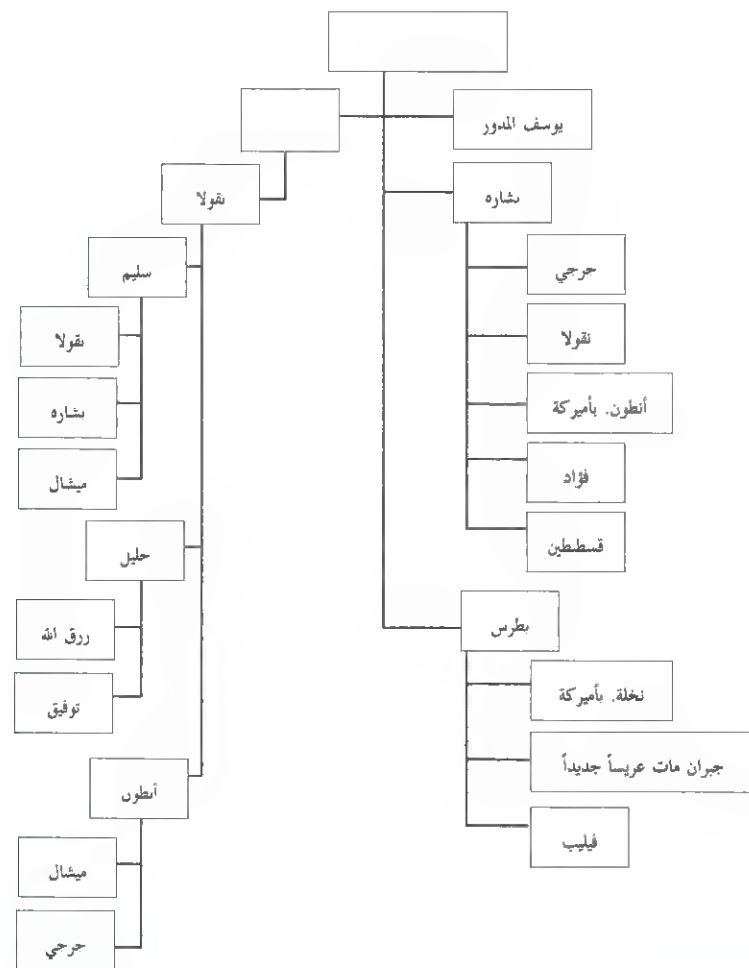 يوسف المدور
بشاره
جرجي
نقولا
أنطون. بأميركة
فؤاد
قسطنطين
بطرس
نخلة. بأميركة
جبران مات عريساً جديداً
فيليب
نقولا
سليم
نقولا
بشاره
ميشال
خليل
رزق الله
توفيق
أنطون
ميشال
جرجي